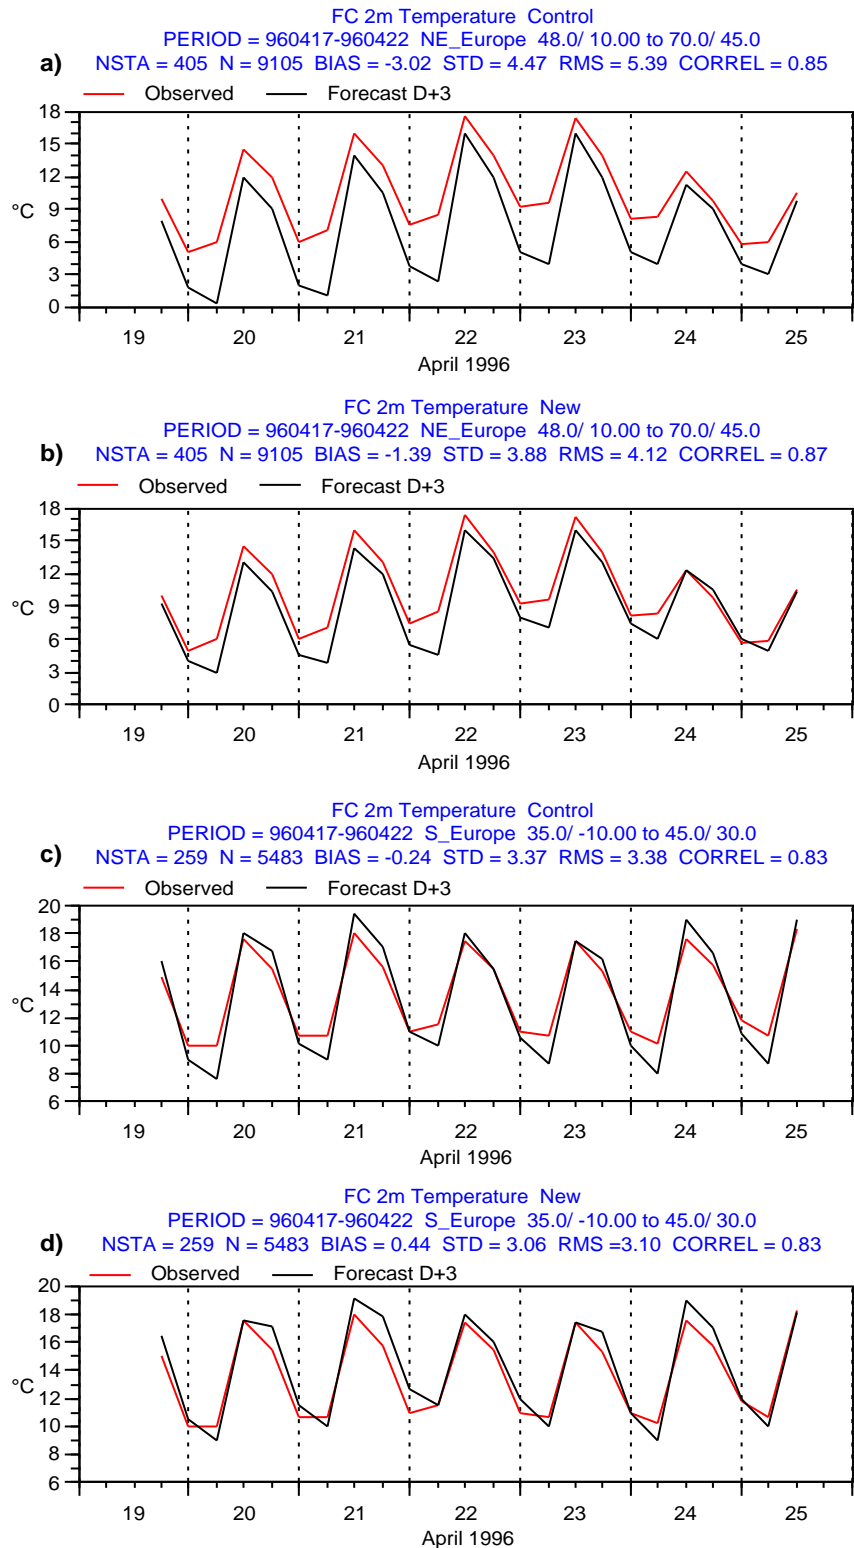 FC 2m Temperature Control
PERIOD = 960417-960422 NE_Europe 48.0/ 10.00 to 70.0/ 45.0
a) NSTA = 405 N = 9105 BIAS = -3.02 STD = 4.47 RMS = 5.39 CORREL = 0.85
Observed Forecast D+3
18
15
12
9
6
3
0
°C
19 20 21 22 23 24 25
April 1996
FC 2m Temperature New
PERIOD = 960417-960422 NE_Europe 48.0/ 10.00 to 70.0/ 45.0
b) NSTA = 405 N = 9105 BIAS = -1.39 STD = 3.88 RMS = 4.12 CORREL = 0.87
Observed Forecast D+3
18
15
12
9
6
3
0
°C
19 20 21 22 23 24 25
April 1996
FC 2m Temperature Control
PERIOD = 960417-960422 S_Europe 35.0/ -10.00 to 45.0/ 30.0
c) NSTA = 259 N = 5483 BIAS = -0.24 STD = 3.37 RMS = 3.38 CORREL = 0.83
Observed Forecast D+3
20
18
16
14
12
10
8
6
°C
19 20 21 22 23 24 25
April 1996
FC 2m Temperature New
PERIOD = 960417-960422 S_Europe 35.0/ -10.00 to 45.0/ 30.0
d) NSTA = 259 N = 5483 BIAS = 0.44 STD = 3.06 RMS =3.10 CORREL = 0.83
Observed Forecast D+3
20
18
16
14
12
10
8
6
°C
19 20 21 22 23 24 25
April 1996